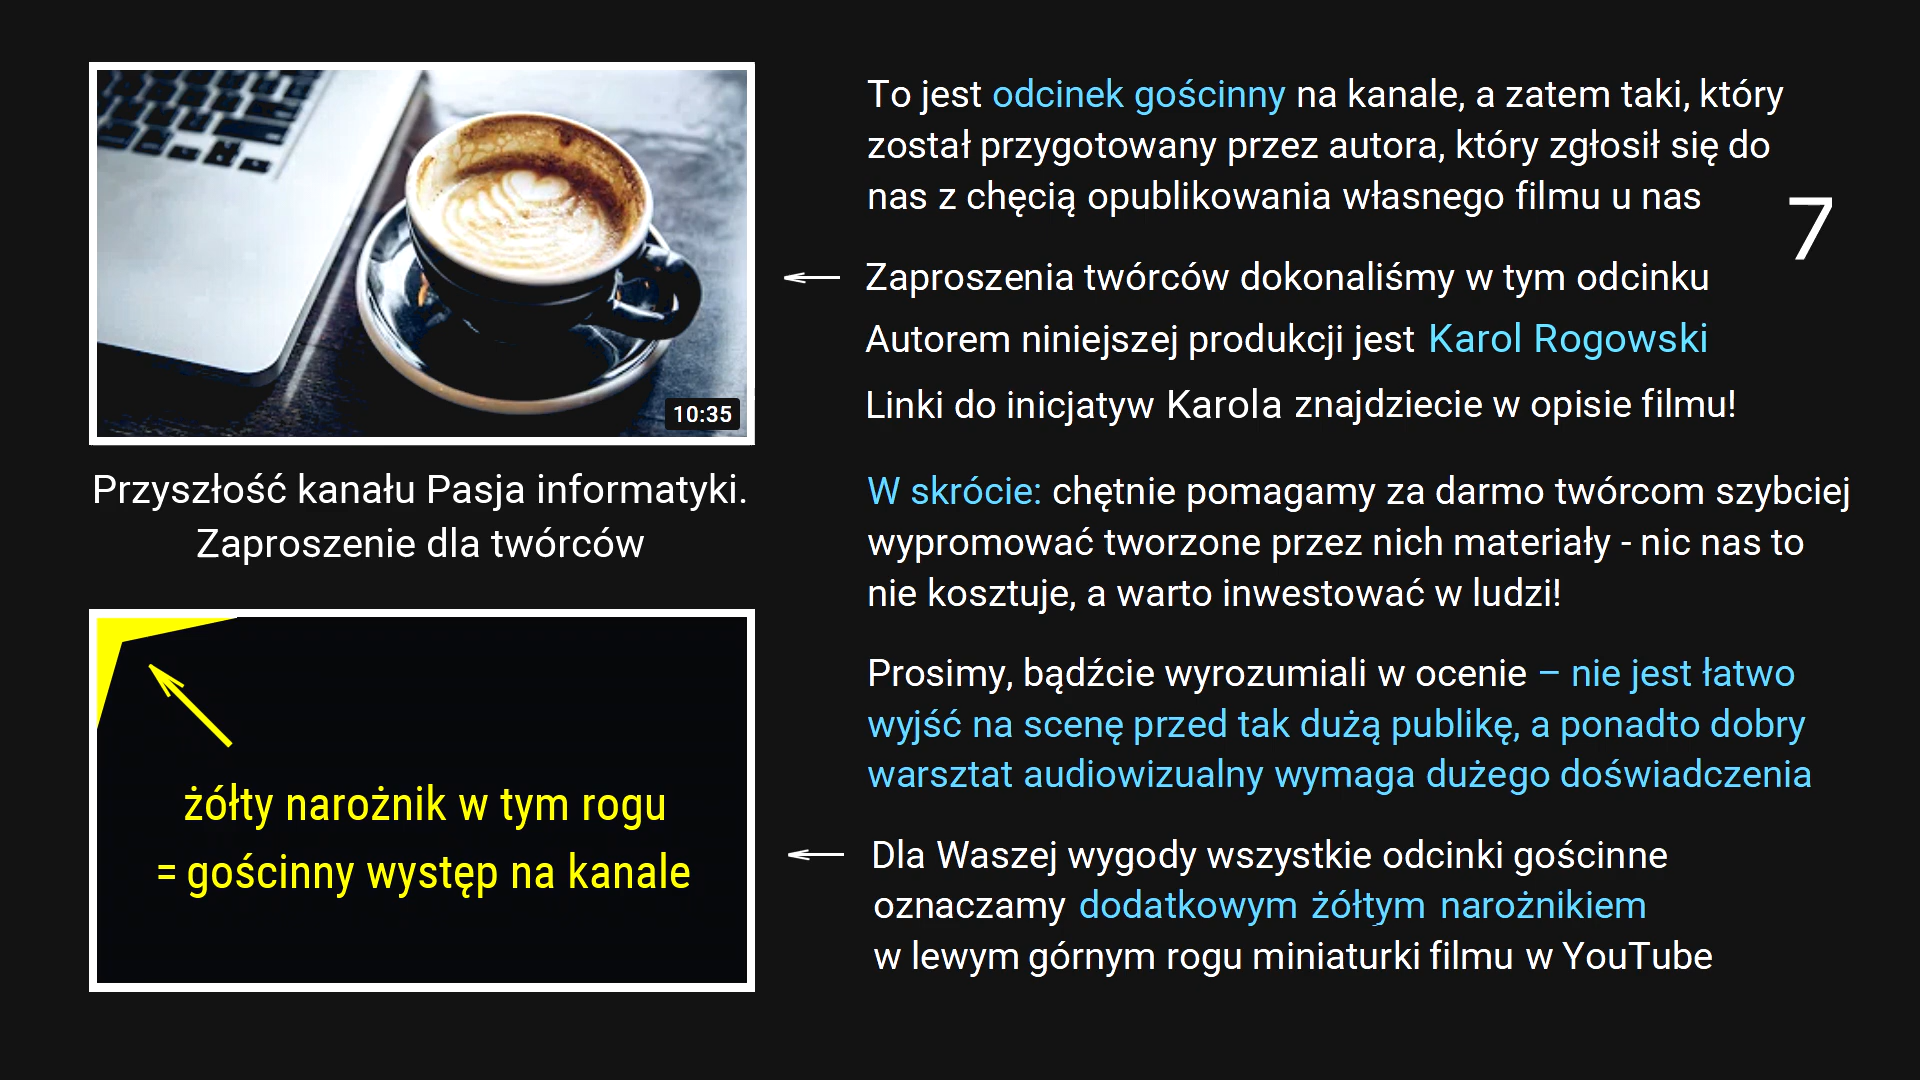 10:35
Przyszłość kanału Pasja informatyki.
Zaproszenie dla twórców
żółty narożnik w tym rogu
= gościnny występ na kanale
To jest odcinek gościnny na kanale, a zatem taki, który
został przygotowany przez autora, który zgłosił się do
nas z chęcią opublikowania własnego filmu u nas
7
Zaproszenia twórców dokonaliśmy w tym odcinku
Autorem niniejszej produkcji jest Karol Rogowski
Linki do inicjatyw Karola znajdziecie w opisie filmu!
W skrócie: chętnie pomagamy za darmo twórcom szybciej
wypromować tworzone przez nich materiały - nic nas to
nie kosztuje, a warto inwestować w ludzi!
Prosimy, bądźcie wyrozumiali w ocenie – nie jest łatwo
wyjść na scenę przed tak dużą publikę, a ponadto dobry
warsztat audiowizualny wymaga dużego doświadczenia
Dla Waszej wygody wszystkie odcinki gościnne
oznaczamy dodatkowym żółtym narożnikiem
w lewym górnym rogu miniaturki filmu w YouTube